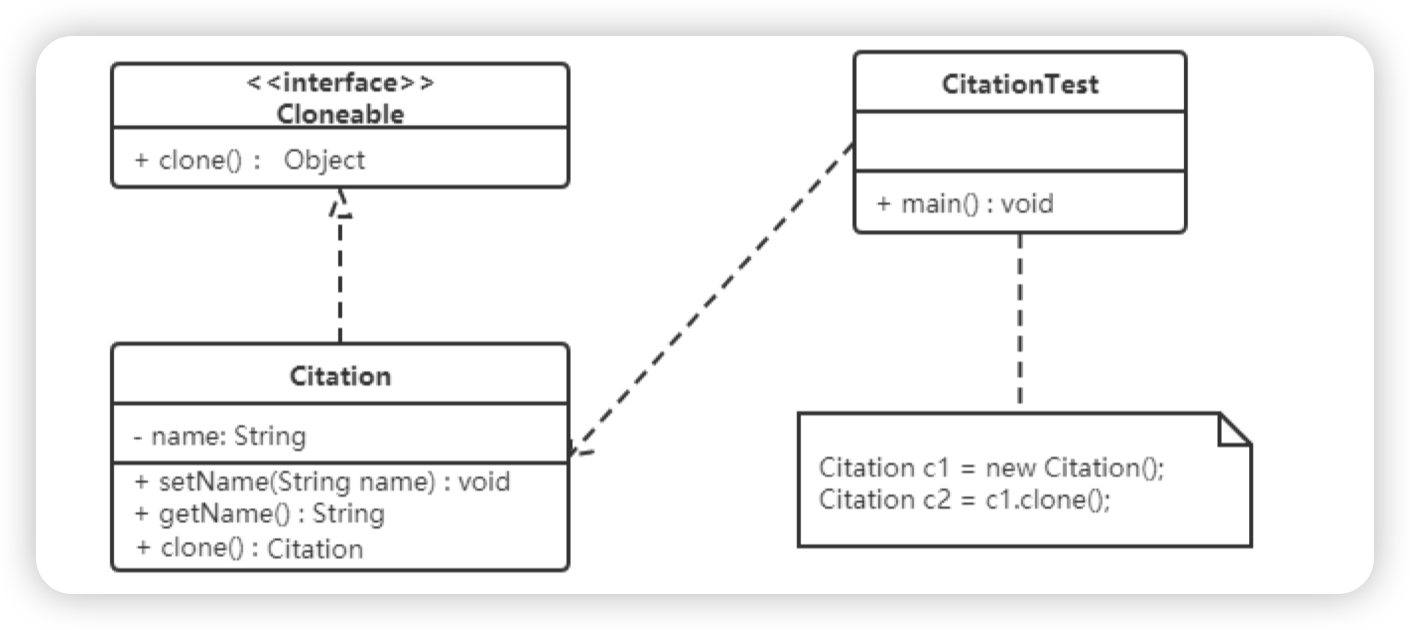 <<interface>>
Cloneable
+ clone() : Object
CitationTest
+ main() : void
Citation
- name: String
+ setName(String name) : void
+ getName() : String
+ clone() : Citation
Citation c1 = new Citation();
Citation c2 = c1.clone();